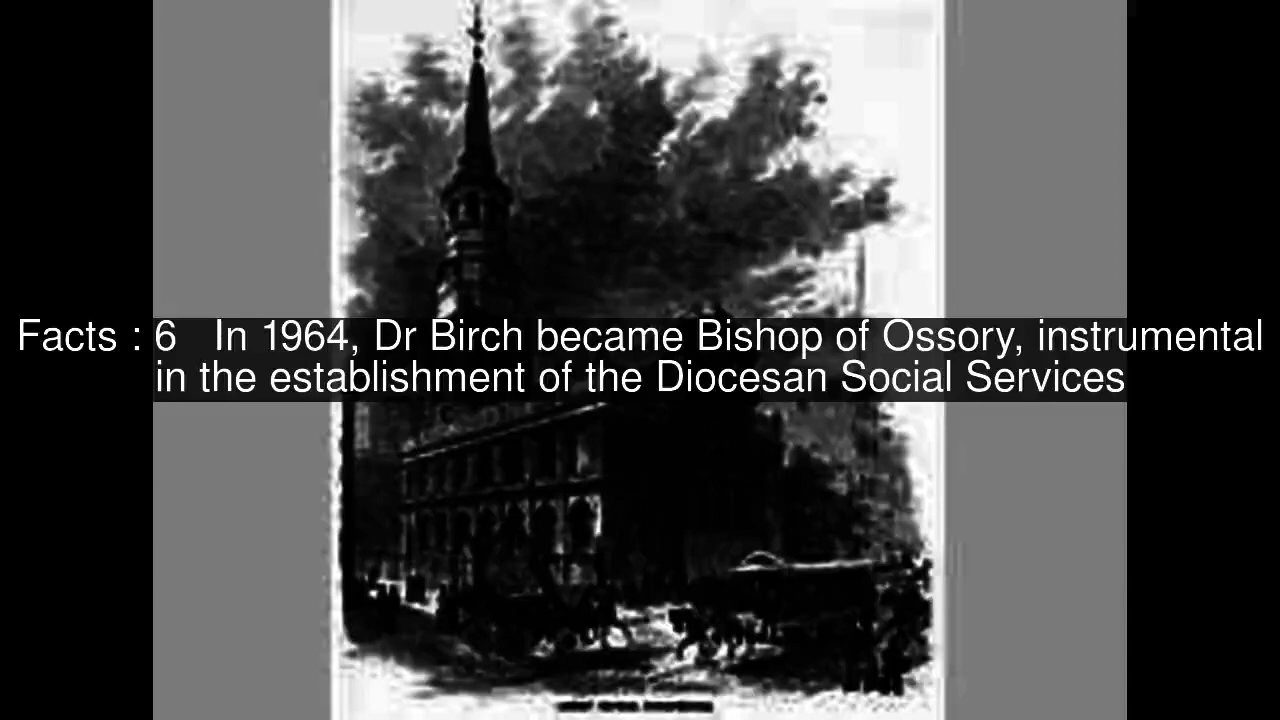 Facts : 6 In 1964, Dr Birch became Bishop of Ossory, instrumental
in the establishment of the Diocesan Social Services